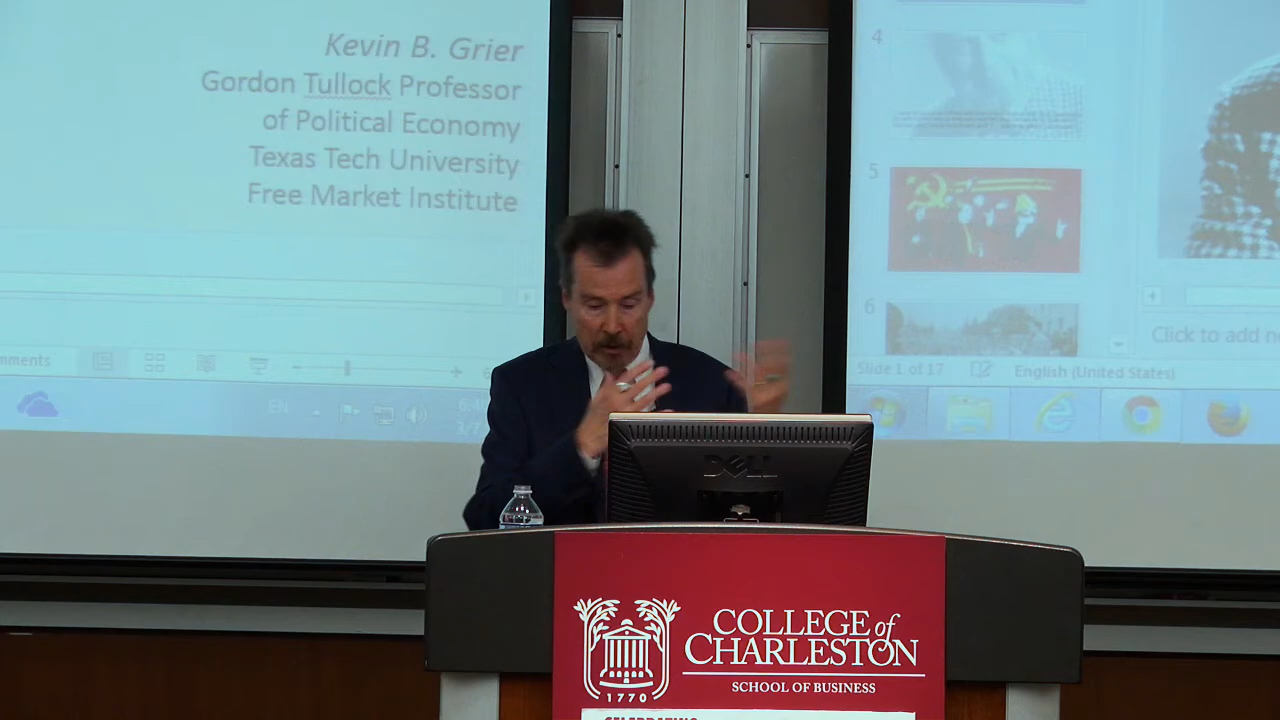 Kevin B. Grier
Gordon Tullock Professor
of Political Economy
Texas Tech University
Free Market Institute
mments
EN
4
5
6
Click to add n
Slide 1 of 17
English (United States)
DELL
COLLEGE of
CHARLESTON
SCHOOL OF BUSINESS
1770
CELEBRATING